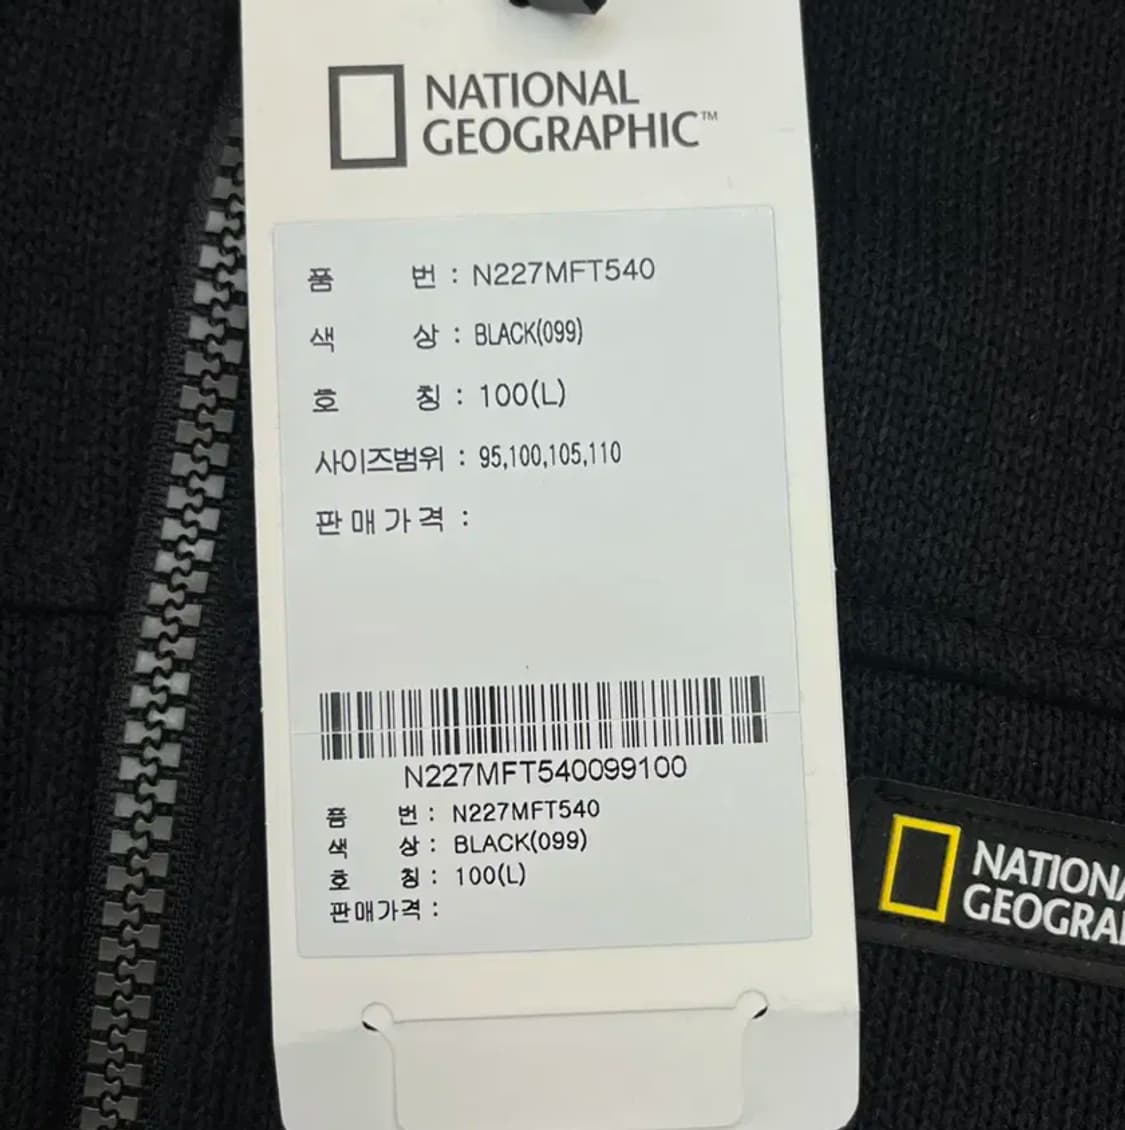 NATIONAL
GEOGRAPHIC™
품 번 : N227MFT540
색 상 : BLACK(099)
호 칭 : 100(L)
사이즈범위 : 95,100,105,110
판매가격 :
N227MFT540099100
품 번 : N227MFT540
색 상 : BLACK(099)
호 칭 : 100(L)
판매가격 :
NATIONA
GEOGRA